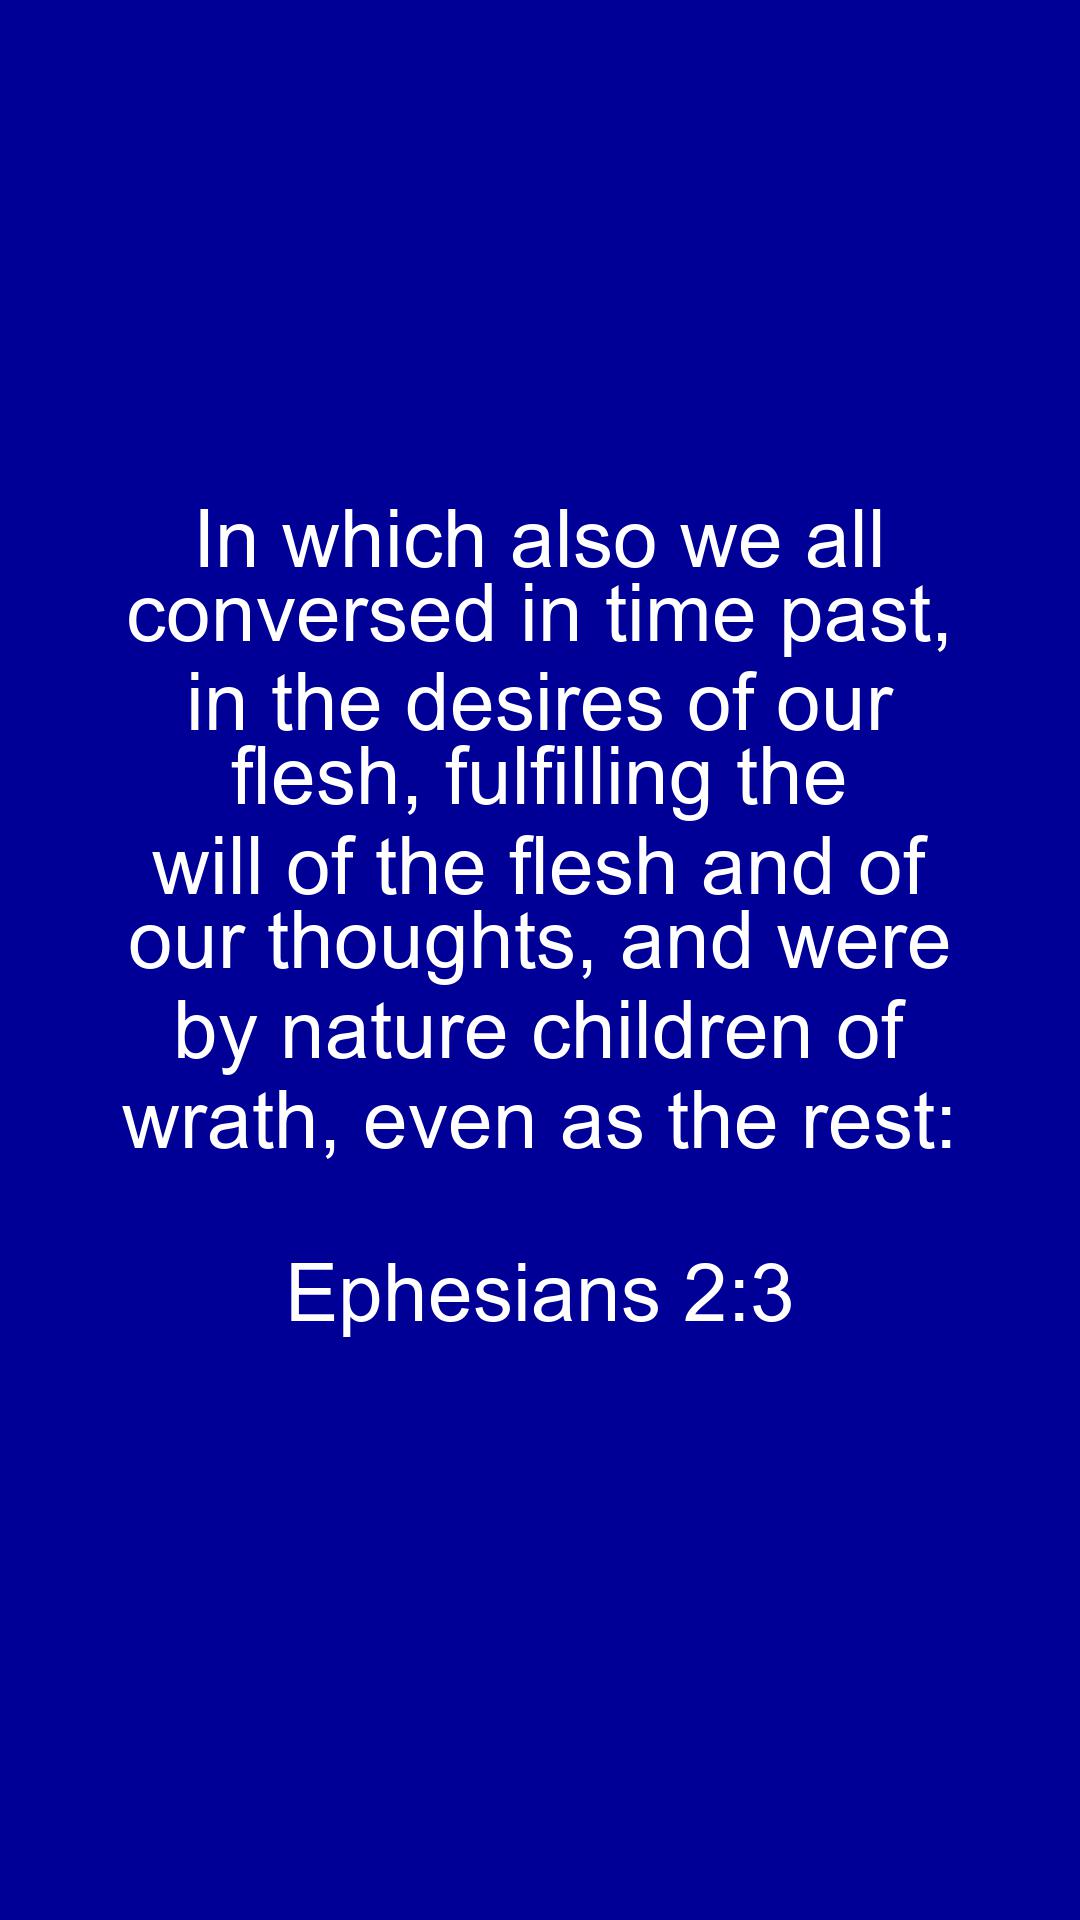 In which also we all
conversed in time past,
in the desires of our
flesh, fulfilling the
will of the flesh and of
our thoughts, and were
by nature children of
wrath, even as the rest:
Ephesians 2:3